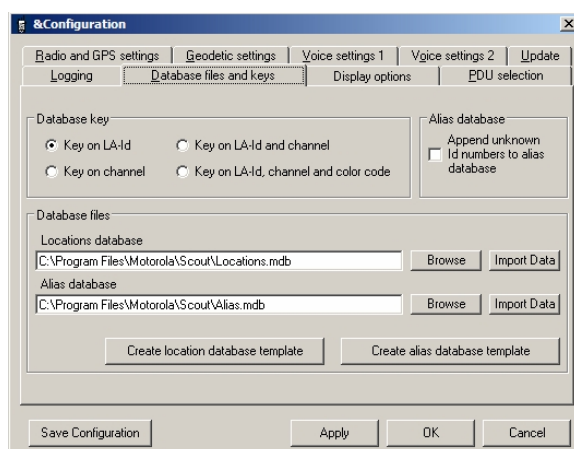 &Configuration
Radio and GPS settings Geodetic settings Voice settings 1 Voice settings 2 Update
Logging Database files and keys Display options PDU selection
Database key
Key on LA-Id Key on LA-Id and channel
Key on channel Key on LA-Id, channel and color code
Alias database
Append unknown
Id numbers to alias
database
Database files
Locations database
C:\Program Files\Motorola\Scout\Locations.mdb Browse Import Data
Alias database
C:\Program Files\Motorola\Scout\Alias.mdb Browse Import Data
Create location database template Create alias database template
Save Configuration Apply OK Cancel